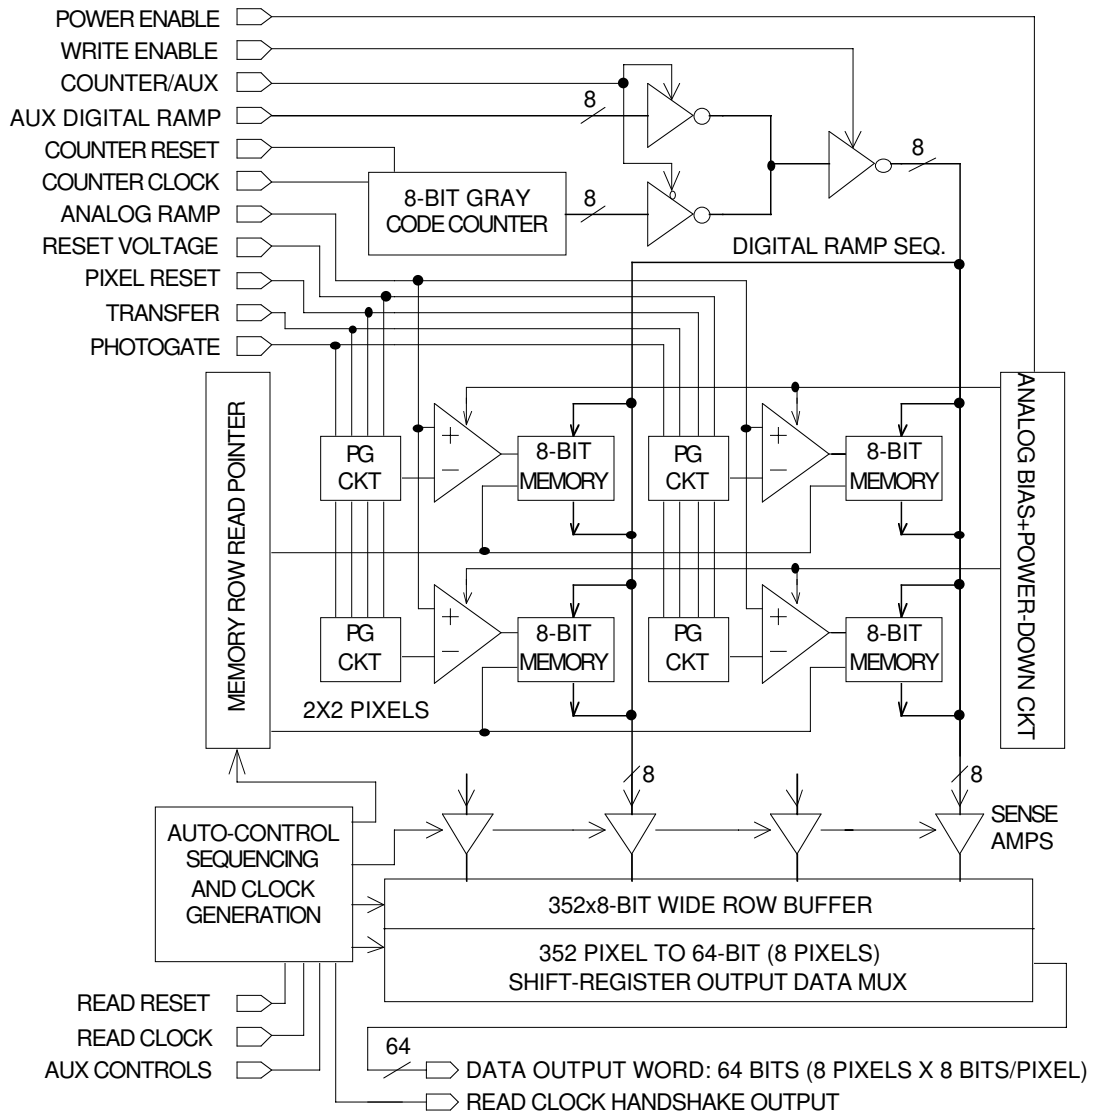 POWER ENABLE
WRITE ENABLE
COUNTER/AUX
AUX DIGITAL RAMP
COUNTER RESET
COUNTER CLOCK
ANALOG RAMP
RESET VOLTAGE
PIXEL RESET
TRANSFER
PHOTOGATE
8
8
8
8-BIT GRAY
CODE COUNTER
DIGITAL RAMP SEQ.
MEMORY ROW READ POINTER
ANALOG BIAS+POWER-DOWN CKT
PG
CKT
+
−
8-BIT
MEMORY
PG
CKT
+
−
8-BIT
MEMORY
PG
CKT
+
−
8-BIT
MEMORY
PG
CKT
+
−
8-BIT
MEMORY
2X2 PIXELS
8
8
SENSE
AMPS
AUTO-CONTROL
SEQUENCING
AND CLOCK
GENERATION
352x8-BIT WIDE ROW BUFFER
352 PIXEL TO 64-BIT (8 PIXELS)
SHIFT-REGISTER OUTPUT DATA MUX
READ RESET
READ CLOCK
AUX CONTROLS
64
DATA OUTPUT WORD: 64 BITS (8 PIXELS X 8 BITS/PIXEL)
READ CLOCK HANDSHAKE OUTPUT